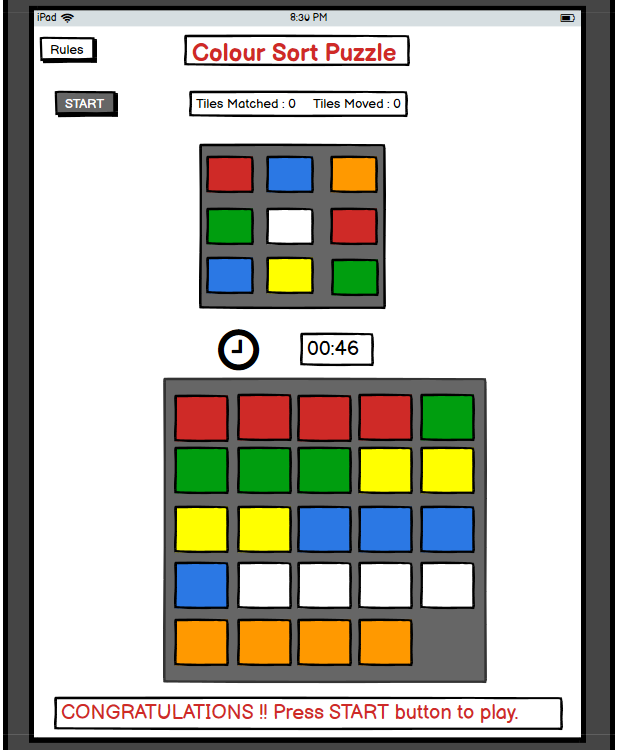 iPad 8:30 PM
Rules
Colour Sort Puzzle
START
Tiles Matched : 0 Tiles Moved : 0
00:46
CONGRATULATIONS !! Press START button to play.